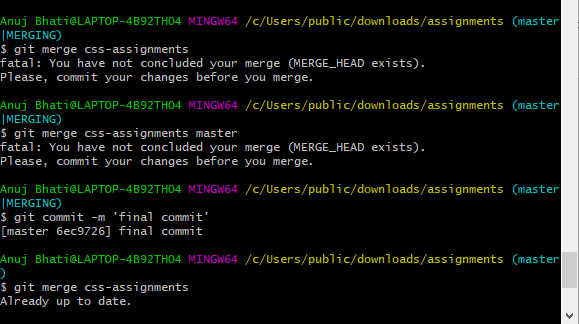 Anuj Bhati@LAPTOP-4B92TH04 MINGW64 /c/Users/public/downloads/assignments (master
|MERGING)
$ git merge css-assignments
fatal: You have not concluded your merge (MERGE_HEAD exists).
Please, commit your changes before you merge.
Anuj Bhati@LAPTOP-4B92TH04 MINGW64 /c/Users/public/downloads/assignments (master
|MERGING)
$ git merge css-assignments master
fatal: You have not concluded your merge (MERGE_HEAD exists).
Please, commit your changes before you merge.
Anuj Bhati@LAPTOP-4B92TH04 MINGW64 /c/Users/public/downloads/assignments (master
|MERGING)
$ git commit -m 'final commit'
[master 6ec9726] final commit
Anuj Bhati@LAPTOP-4B92TH04 MINGW64 /c/Users/public/downloads/assignments (master
)
$ git merge css-assignments
Already up to date.